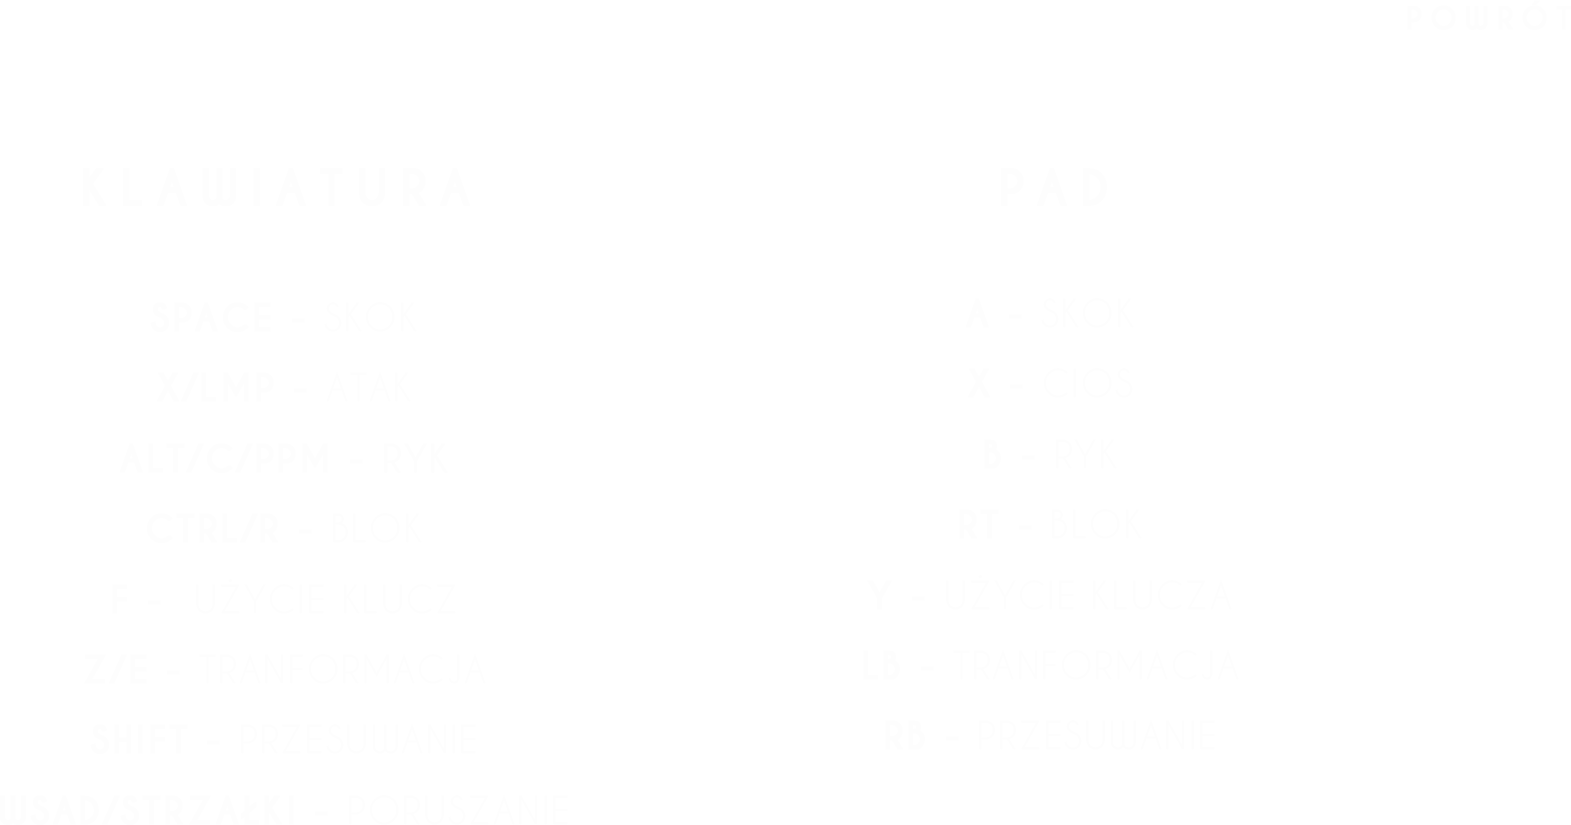 POWRÓT
KLAWIATURA
SPACE - SKOK
X/LMP - ATAK
ALT/C/PPM - RYK
CTRL/R - BLOK
F - UŻYCIE KLUCZ
Z/E - TRANFORMACJA
SHIFT - PRZESUWANIE
WSAD/STRZAŁKI - PORUSZANIE
PAD
A - SKOK
X - CIOS
B - RYK
RT - BLOK
Y - UŻYCIE KLUCZA
LB - TRANFORMACJA
RB - PRZESUWANIE